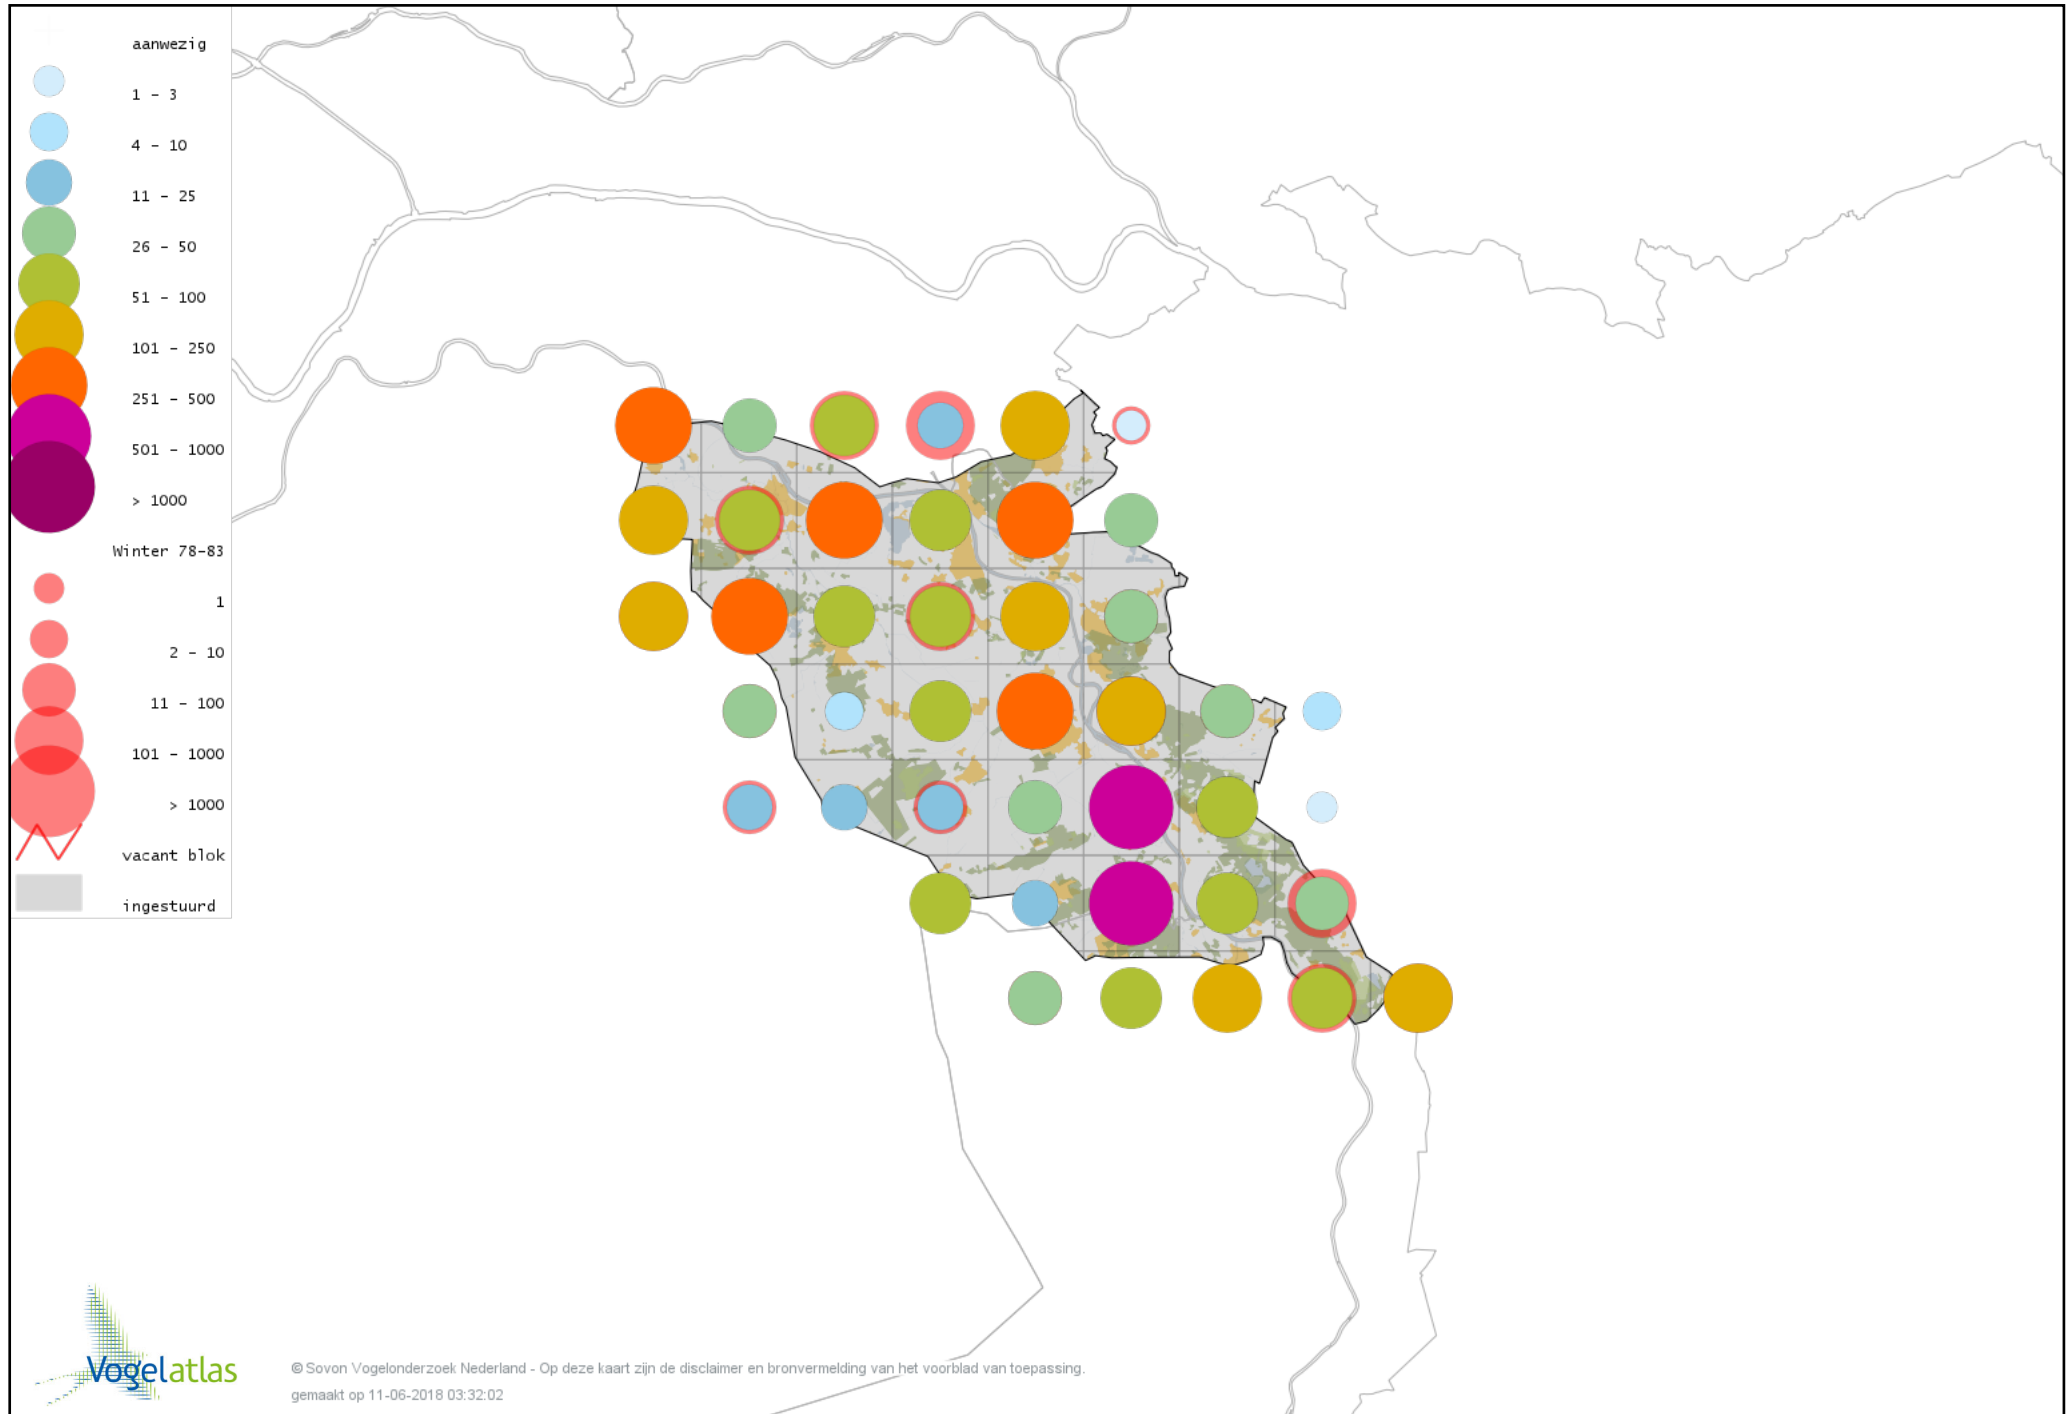 aanwezig
1 - 3
4 - 10
11 - 25
26 - 50
51 - 100
101 - 250
251 - 500
501 - 1000
> 1000
Winter 78-83
1
2 - 10
11 - 100
101 - 1000
> 1000
vacant blok
ingestuurd
Vogelatlas
© Sovon Vogelonderzoek Nederland - Op deze kaart zijn de disclaimer en bronvermelding van het voorblad van toepassing.
gemaakt op 11-06-2018 03:32:02